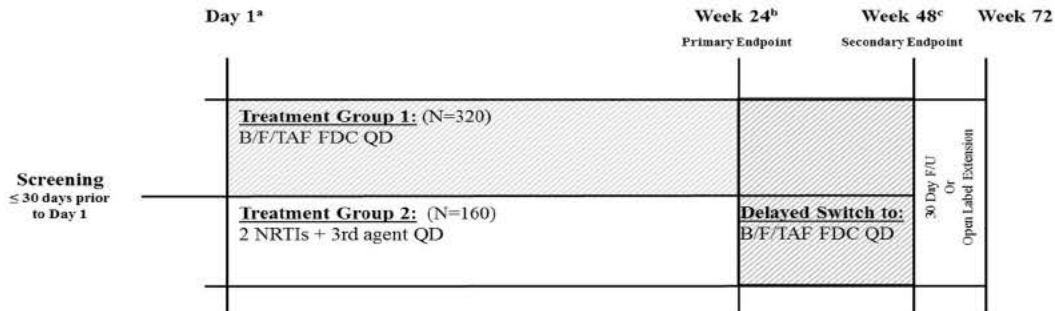 Day 1ᵃ
Week 24ᵇ
Primary Endpoint
Week 48ᶜ
Secondary Endpoint
Week 72
Screening
≤ 30 days prior
to Day 1
Treatment Group 1: (N=320)
B/F/TAF FDC QD
Treatment Group 2: (N=160)
2 NRTIs + 3rd agent QD
Delayed Switch to:
B/F/TAF FDC QD
30 Day F/U
Or
Open Label Extension